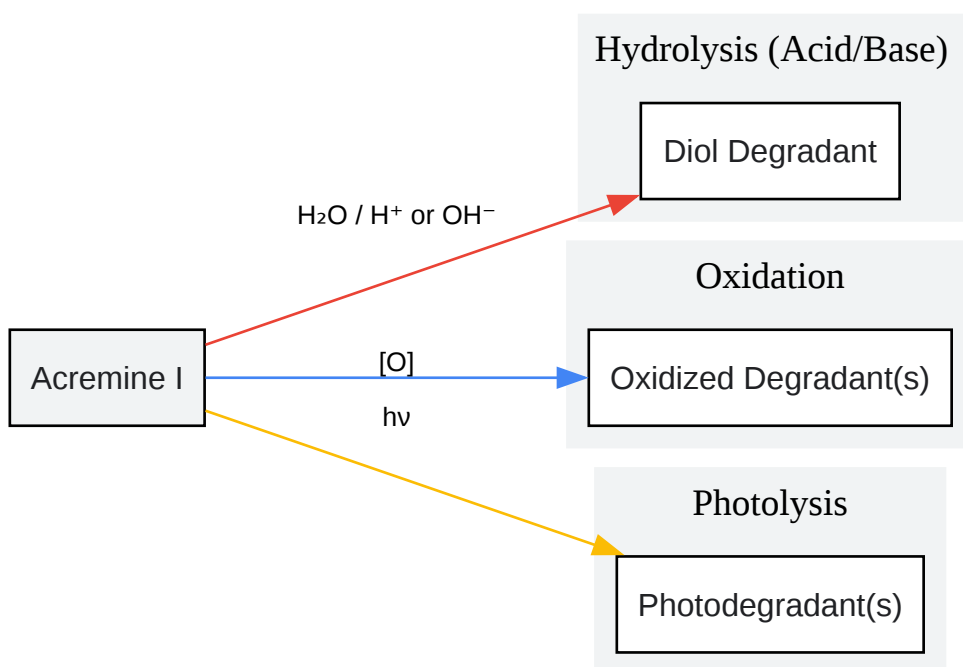 Hydrolysis (Acid/Base)
Diol Degradant
H₂O / H⁺ or OH⁻
Oxidation
Acremine I
[O]
Oxidized Degradant(s)
hν
Photolysis
Photodegradant(s)